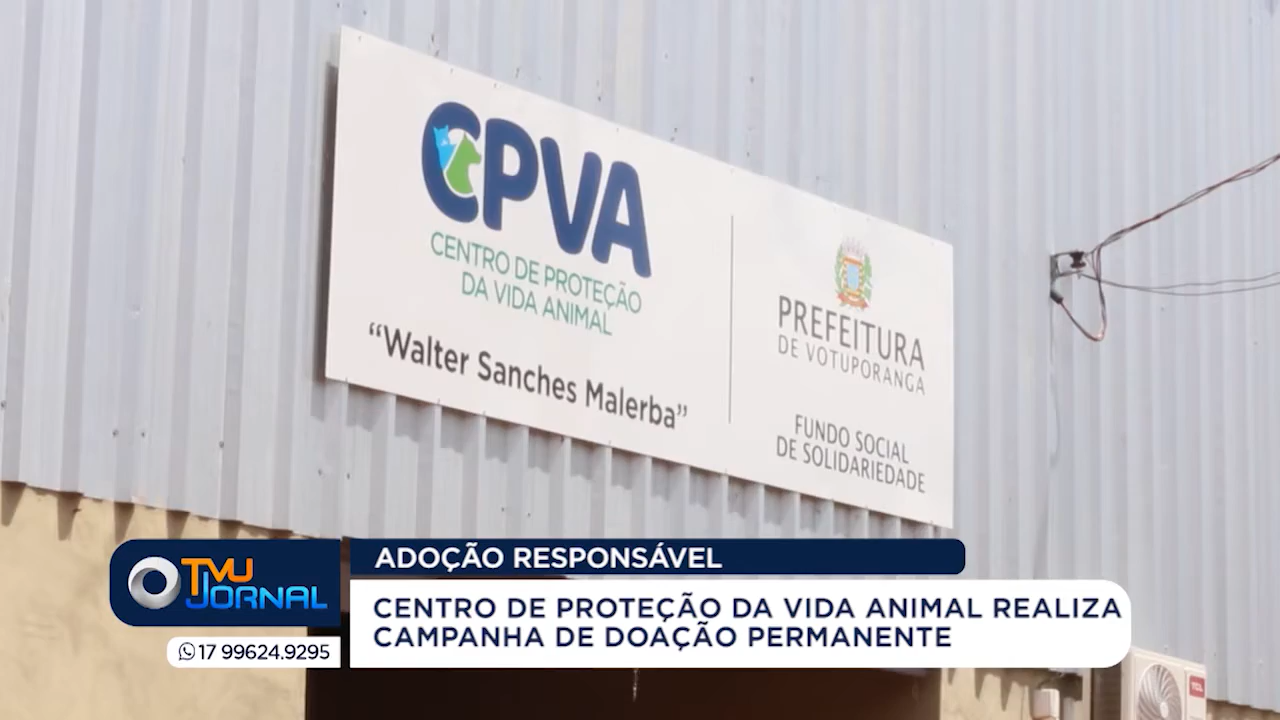 CPVA
CENTRO DE PROTEÇÃO
DA VIDA ANIMAL
“Walter Sanches Malerba”
PREFEITURA
DE VOTUPORANGA
FUNDO SOCIAL
DE SOLIDARIEDADE
TVU
JORNAL
17 99624.9295
ADOÇÃO RESPONSÁVEL
CENTRO DE PROTEÇÃO DA VIDA ANIMAL REALIZA
CAMPANHA DE DOAÇÃO PERMANENTE
TCL